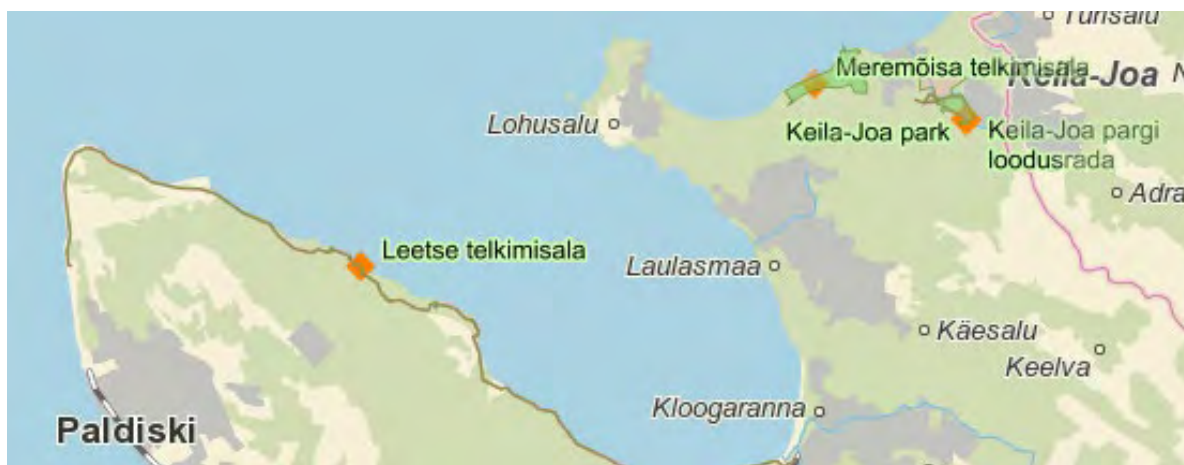 Türisalu
Meremõisa telkimisala
Keila-Joa
Lohusalu
Keila-Joa park
Keila-Joa pargi
loodusrada
Adra
Leetse telkimisala
Laulasmaa
Käesalu
Keelva
Kloogaranna
Paldiski